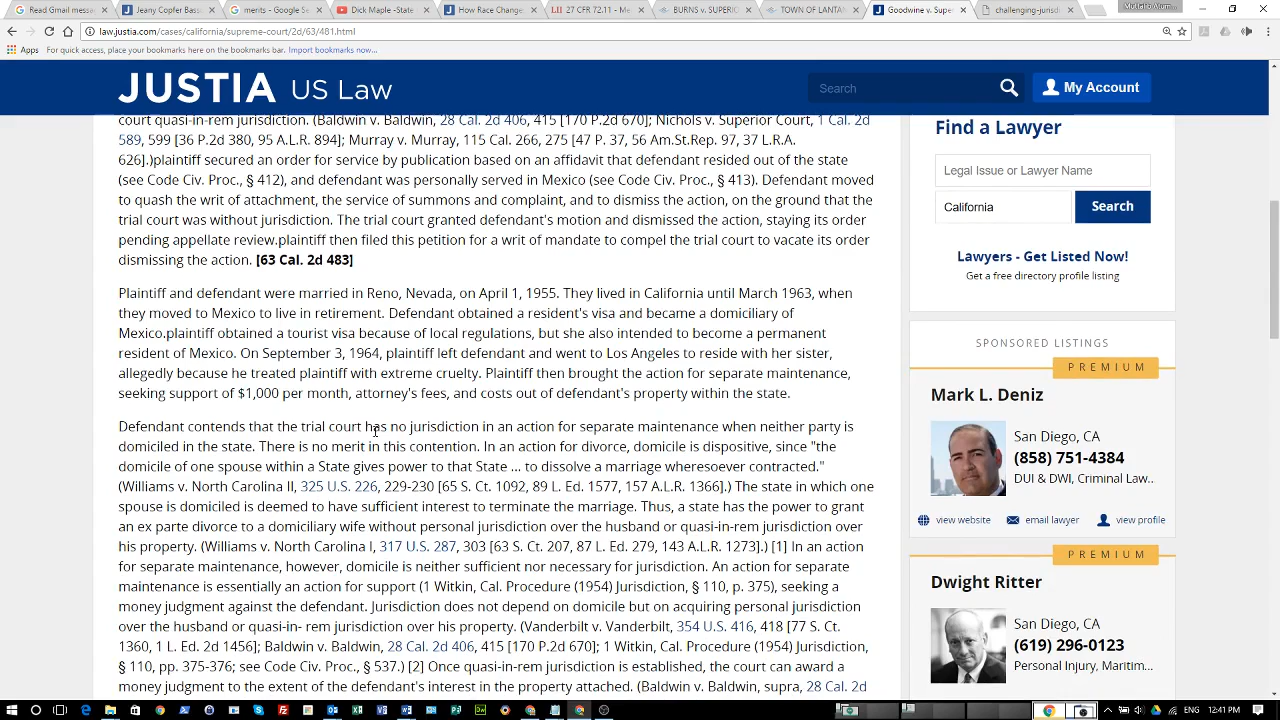 Read Gmail messages
Jeany Copfer Bass
merits - Google Se
Dick Maple -State
How Race Change
27 CFR 72.11 - Me
BURNS v. SUPERIO
TOWN OF LANTAN
Goodwine v. Supe
challenging-jurisdi
law.justia.com/cases/california/supreme-court/2d/63/481.html
Apps For quick access, place your bookmarks here on the bookmarks bar. Import bookmarks now...
JUSTIA US Law
Search
My Account
court quasi-in-rem jurisdiction. (Baldwin v. Baldwin, 28 Cal. 2d 406, 415 [170 P.2d 670]; Nichols v. Superior Court, 1 Cal. 2d
589, 599 [36 P.2d 380, 95 A.L.R. 894]; Murray v. Murray, 115 Cal. 266, 275 [47 P. 37, 56 Am.St.Rep. 97, 37 L.R.A.
626].)plaintiff secured an order for service by publication based on an affidavit that defendant resided out of the state
(see Code Civ. Proc., § 412), and defendant was personally served in Mexico (see Code Civ. Proc., § 413). Defendant moved
to quash the writ of attachment, the service of summons and complaint, and to dismiss the action, on the ground that the
trial court was without jurisdiction. The trial court granted defendant's motion and dismissed the action, staying its order
pending appellate review.plaintiff then filed this petition for a writ of mandate to compel the trial court to vacate its order
dismissing the action. [63 Cal. 2d 483]
Plaintiff and defendant were married in Reno, Nevada, on April 1, 1955. They lived in California until March 1963, when
they moved to Mexico to live in retirement. Defendant obtained a resident's visa and became a domiciliary of
Mexico.plaintiff obtained a tourist visa because of local regulations, but she also intended to become a permanent
resident of Mexico. On September 3, 1964, plaintiff left defendant and went to Los Angeles to reside with her sister,
allegedly because he treated plaintiff with extreme cruelty. Plaintiff then brought the action for separate maintenance,
seeking support of $1,000 per month, attorney's fees, and costs out of defendant's property within the state.
Defendant contends that the trial court has no jurisdiction in an action for separate maintenance when neither party is
domiciled in the state. There is no merit in this contention. In an action for divorce, domicile is dispositive, since "the
domicile of one spouse within a State gives power to that State ... to dissolve a marriage wheresoever contracted."
(Williams v. North Carolina II, 325 U.S. 226, 229-230 [65 S. Ct. 1092, 89 L. Ed. 1577, 157 A.L.R. 1366].) The state in which one
spouse is domiciled is deemed to have sufficient interest to terminate the marriage. Thus, a state has the power to grant
an ex parte divorce to a domiciliary wife without personal jurisdiction over the husband or quasi-in-rem jurisdiction over
his property. (Williams v. North Carolina I, 317 U.S. 287, 303 [63 S. Ct. 207, 87 L. Ed. 279, 143 A.L.R. 1273].) [1] In an action
for separate maintenance, however, domicile is neither sufficient nor necessary for jurisdiction. An action for separate
maintenance is essentially an action for support (1 Witkin, Cal. Procedure (1954) Jurisdiction, § 110, p. 375), seeking a
money judgment against the defendant. Jurisdiction does not depend on domicile but on acquiring personal jurisdiction
over the husband or quasi-in rem jurisdiction over his property. (Vanderbilt v. Vanderbilt, 354 U.S. 416, 418 [77 S. Ct.
1360, 1 L. Ed. 2d 1456]; Baldwin v. Baldwin, 28 Cal. 2d 406, 415 [170 P.2d 670]; 1 Witkin, Cal. Procedure (1954) Jurisdiction,
§ 110, pp. 375-376; see Code Civ. Proc., § 537.) [2] Once quasi-in-rem jurisdiction is established, the court can award a
money judgment to the extent of the defendant's interest in the property attached. (Baldwin v. Baldwin, supra, 28 Cal. 2d
Find a Lawyer
Legal Issue or Lawyer Name
California
Search
Lawyers - Get Listed Now!
Get a free directory profile listing
SPONSORED LISTINGS
PREMIUM
Mark L. Deniz
San Diego, CA
(858) 751-4384
DUI & DWI, Criminal Law...
view website
email lawyer
view profile
PREMIUM
Dwight Ritter
San Diego, CA
(619) 296-0123
Personal Injury, Maritim...
12:41 PM